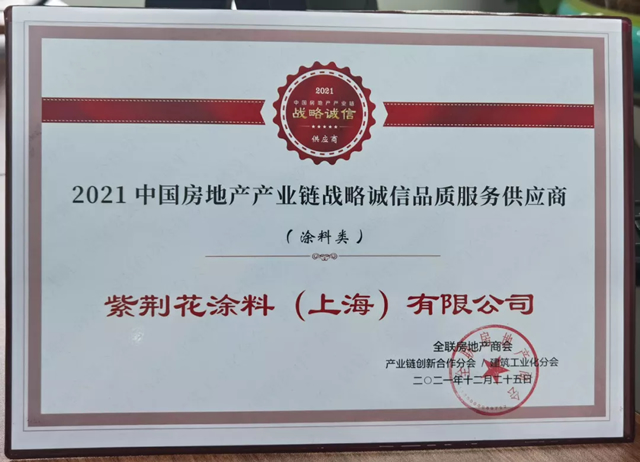 2021
中国房地产产业链
战略诚信
供应商
2021中国房地产产业链战略诚信品质服务供应商
（涂料类）
紫荆花涂料（上海）有限公司
全联房地产商会
产业链创新合作分会 / 建筑工业化分会
二〇二一年十二月二十五日